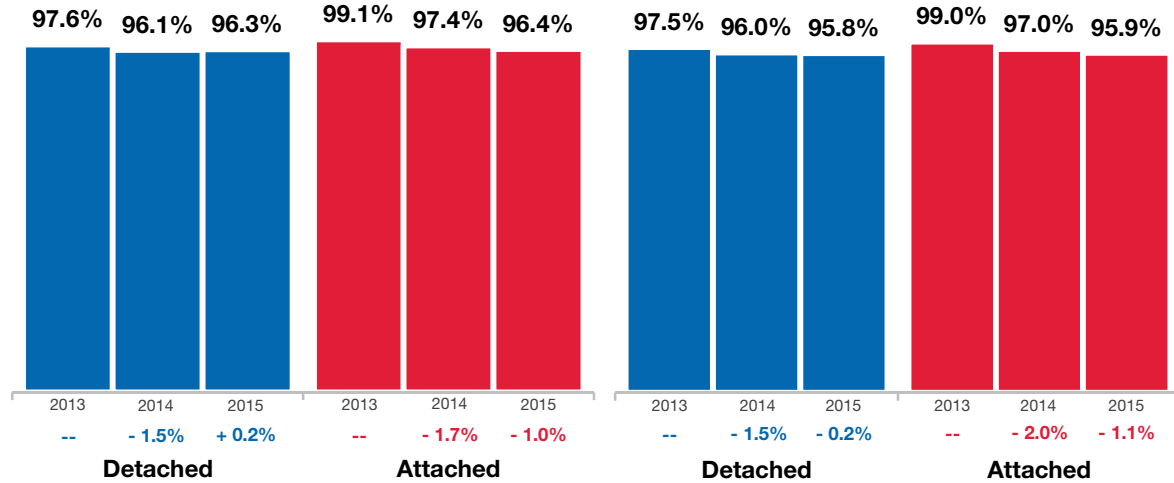 97.6% 96.1% 96.3% 99.1% 97.4% 96.4%
2013 2014 2015 2013 2014 2015
-- - 1.5% + 0.2% -- - 1.7% - 1.0%
Detached Attached
97.5% 96.0% 95.8% 99.0% 97.0% 95.9%
2013 2014 2015 2013 2014 2015
-- - 1.5% - 0.2% -- - 2.0% - 1.1%
Detached Attached